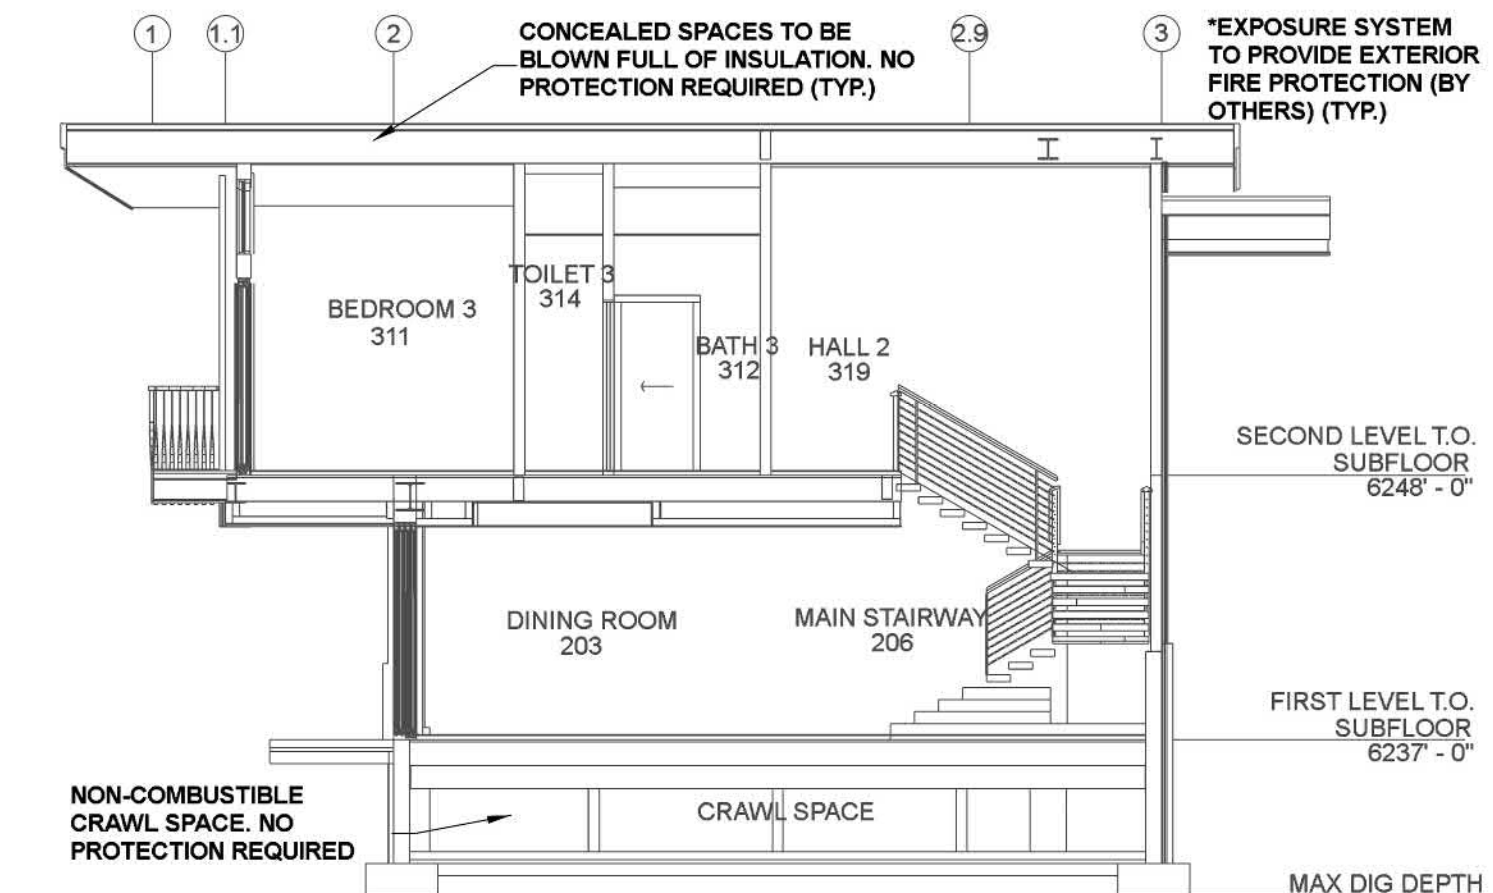 1
1.1
2
CONCEALED SPACES TO BE
BLOWN FULL OF INSULATION. NO
PROTECTION REQUIRED (TYP.)
2.9
3
*EXPOSURE SYSTEM
TO PROVIDE EXTERIOR
FIRE PROTECTION (BY
OTHERS) (TYP.)
BEDROOM 3
311
TOILET 3
314
BATH 3
312
HALL 2
319
SECOND LEVEL T.O.
SUBFLOOR
6248' - 0"
DINING ROOM
203
MAIN STAIRWAY
206
FIRST LEVEL T.O.
SUBFLOOR
6237' - 0"
NON-COMBUSTIBLE
CRAWL SPACE. NO
PROTECTION REQUIRED
CRAWL SPACE
MAX DIG DEPTH